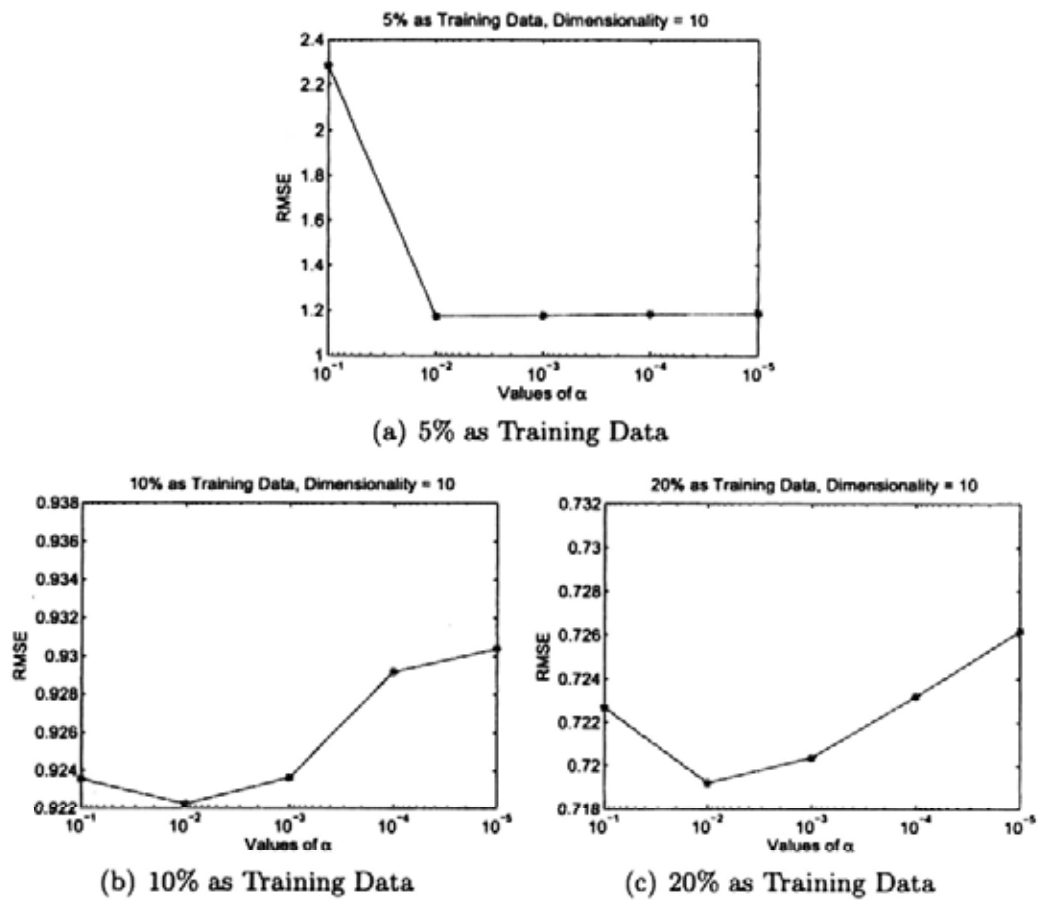 5% as Training Data, Dimensionality = 10
2.4
2.2
2
1.8
1.6
1.4
1.2
1
RMSE
10⁻¹ 10⁻² 10⁻³ 10⁻⁴ 10⁻⁵
Values of α
(a) 5% as Training Data
10% as Training Data, Dimensionality = 10
0.938
0.936
0.934
0.932
0.93
0.928
0.926
0.924
0.922
RMSE
10⁻¹ 10⁻² 10⁻³ 10⁻⁴ 10⁻⁵
Values of α
(b) 10% as Training Data
20% as Training Data, Dimensionality = 10
0.732
0.73
0.728
0.726
0.724
0.722
0.72
0.718
RMSE
10⁻¹ 10⁻² 10⁻³ 10⁻⁴ 10⁻⁵
Values of α
(c) 20% as Training Data